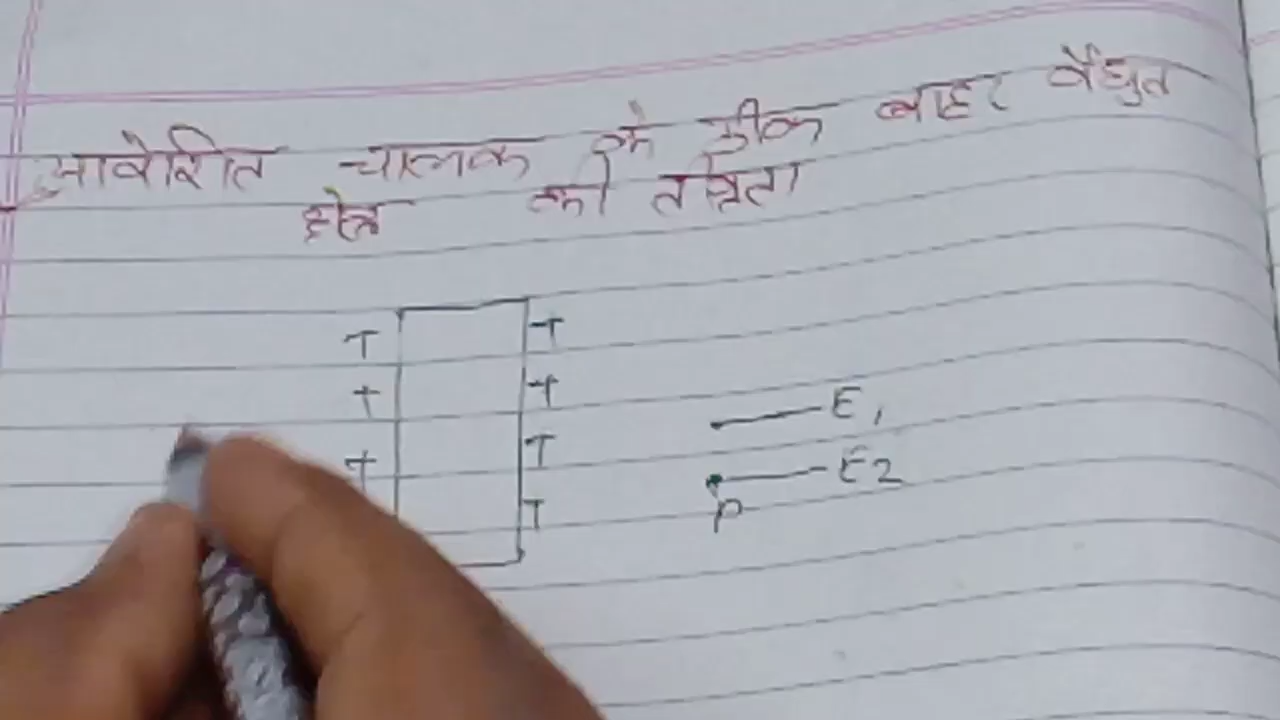 आवेशित चालक के ठीक बाहर वैद्युत
क्षेत्र की तीव्रता
+ +
+ + E1
+ + E2
+ P